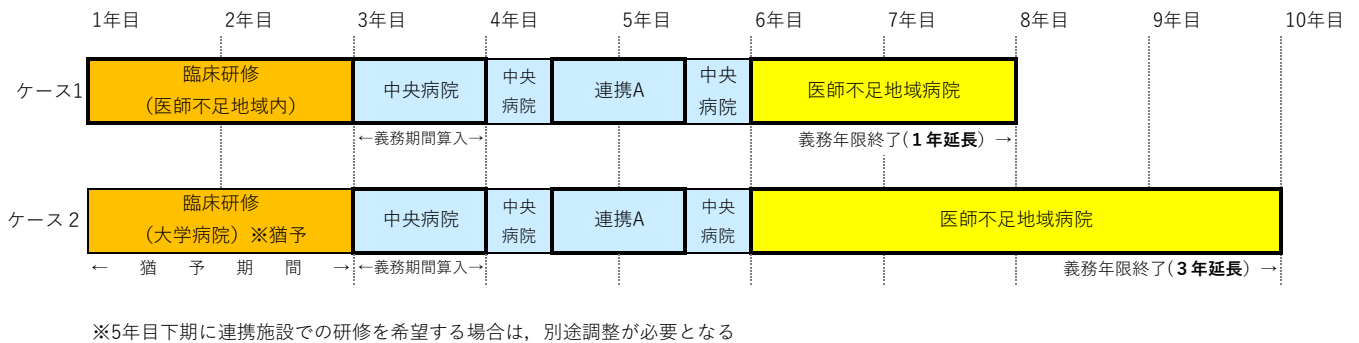 1年目 2年目 3年目 4年目 5年目 6年目 7年目 8年目 9年目 10年目
ケース1
臨床研修
（医師不足地域内）
中央病院
中央
病院
連携A
中央
病院
医師不足地域病院
←義務期間算入→
義務年限終了(１年延長) →
ケース２
臨床研修
（大学病院）※猶予
中央病院
中央
病院
連携A
中央
病院
医師不足地域病院
← 猶 予 期 間 →
←義務期間算入→
義務年限終了(３年延長) →
※5年目下期に連携施設での研修を希望する場合は，別途調整が必要となる